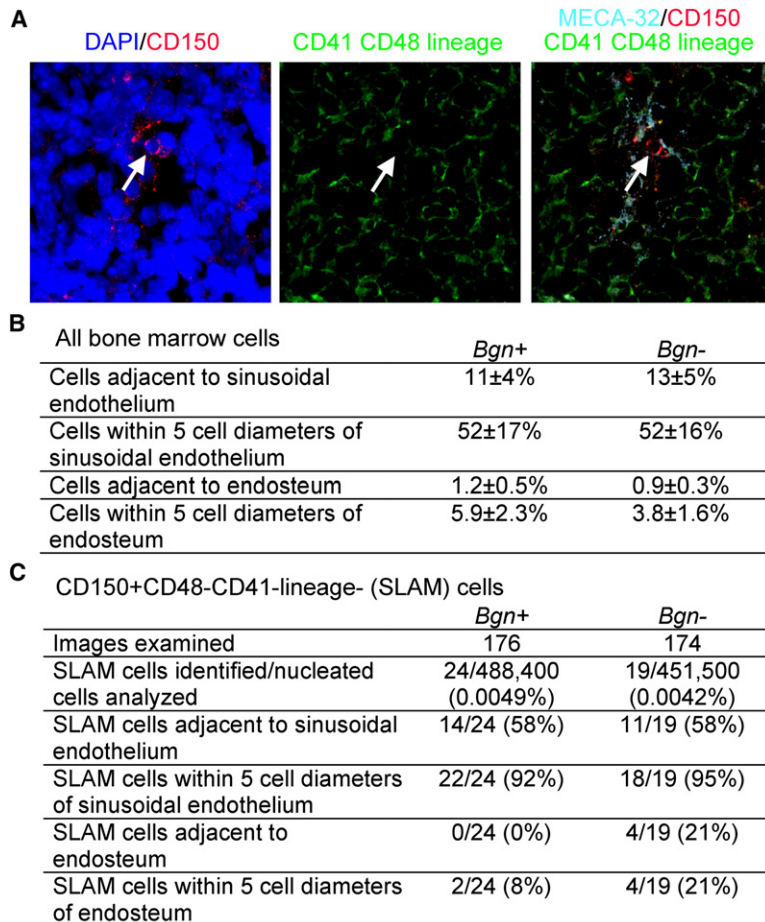 A
DAPI/CD150
CD41 CD48 lineage
MECA-32/CD150
CD41 CD48 lineage
B
All bone marrow cells
Bgn+ Bgn-
Cells adjacent to sinusoidal 11±4% 13±5%
endothelium
Cells within 5 cell diameters of 52±17% 52±16%
sinusoidal endothelium
Cells adjacent to endosteum 1.2±0.5% 0.9±0.3%
Cells within 5 cell diameters of 5.9±2.3% 3.8±1.6%
endosteum
C
CD150+CD48-CD41-lineage- (SLAM) cells
Bgn+ Bgn-
Images examined 176 174
SLAM cells identified/nucleated 24/488,400 19/451,500
cells analyzed (0.0049%) (0.0042%)
SLAM cells adjacent to sinusoidal 14/24 (58%) 11/19 (58%)
endothelium
SLAM cells within 5 cell diameters 22/24 (92%) 18/19 (95%)
of sinusoidal endothelium
SLAM cells adjacent to 0/24 (0%) 4/19 (21%)
endosteum
SLAM cells within 5 cell diameters 2/24 (8%) 4/19 (21%)
of endosteum